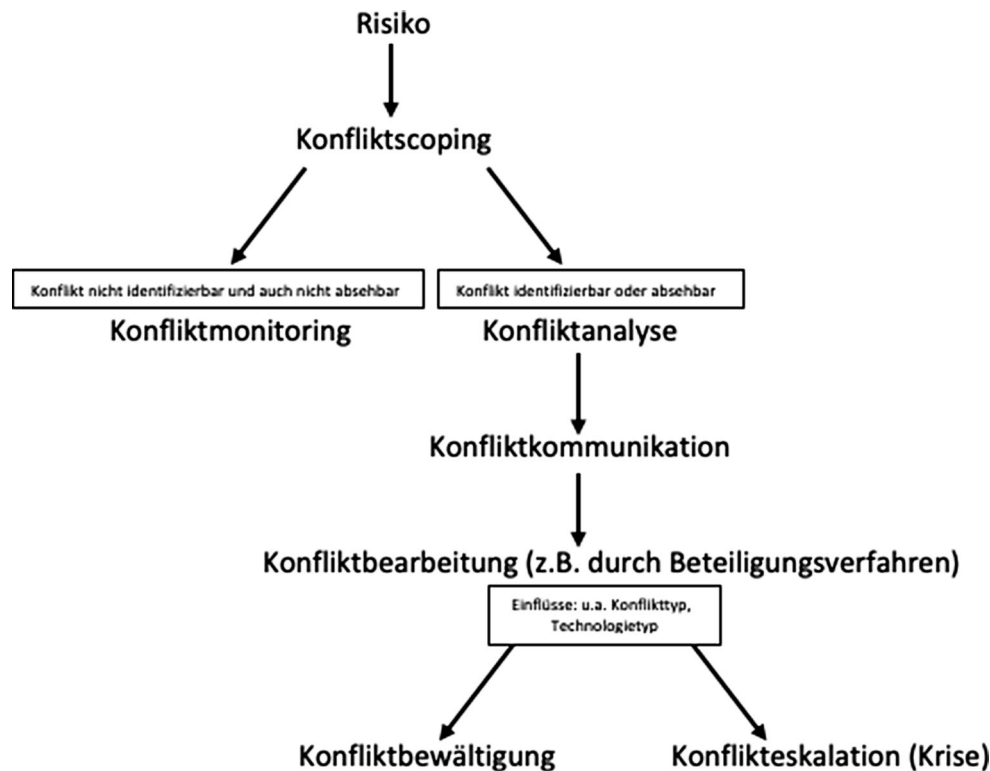 Risiko
Konfliktscoping
Konflikt nicht identifizierbar und auch nicht absehbar
Konflikt identifizierbar oder absehbar
Konfliktmonitoring
Konfliktanalyse
Konfliktkommunikation
Konfliktbearbeitung (z.B. durch Beteiligungsverfahren)
Einflüsse: u.a. Konflikttyp,
Technologietyp
Konfliktbewältigung
Konflikteskalation (Krise)